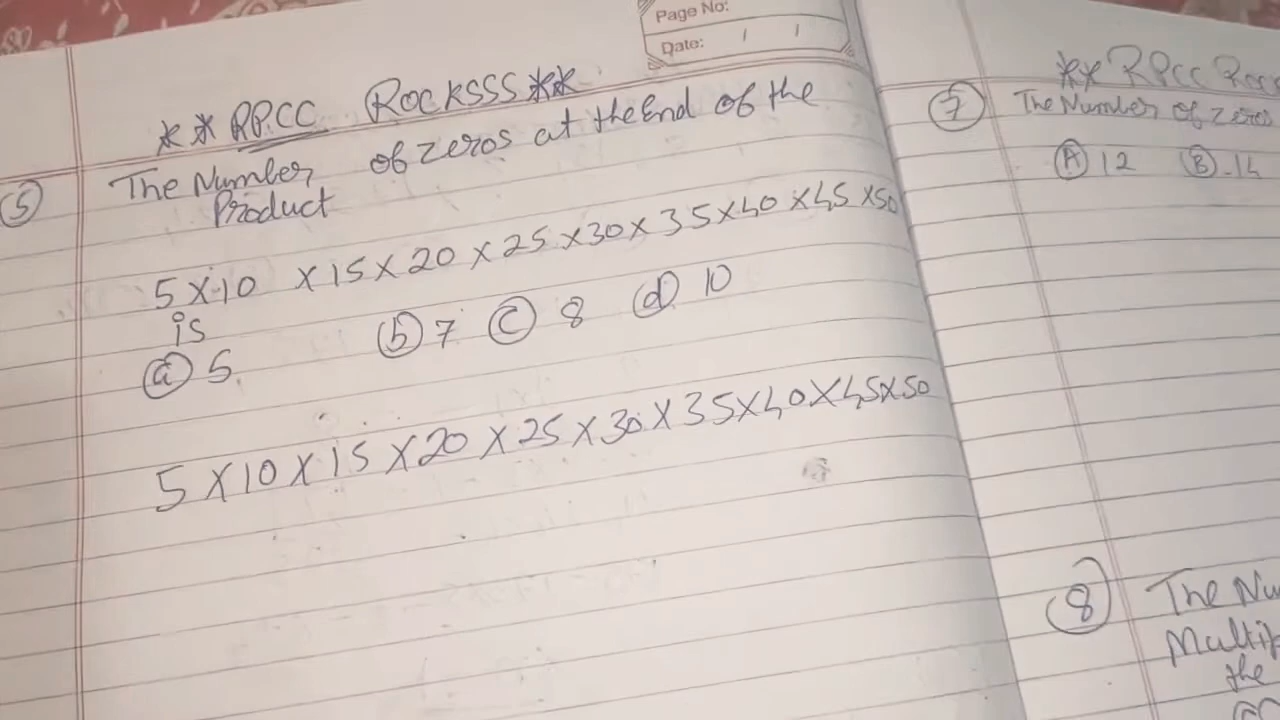 Page No:
Date: / /
** RPCC ROCKSSS**
5 The Number of zeros at the End of the
Product
5 X 10 X 15 X 20 X 25 X 30 X 35 X 40 X 45 X 50
is
a 5 b 7 c 8 d 10
5 X 10 X 15 X 20 X 25 X 30 X 35 X 40 X 45 X 50
** RPCC
7 The Number of zeros
A 12 B 14
8 The
the